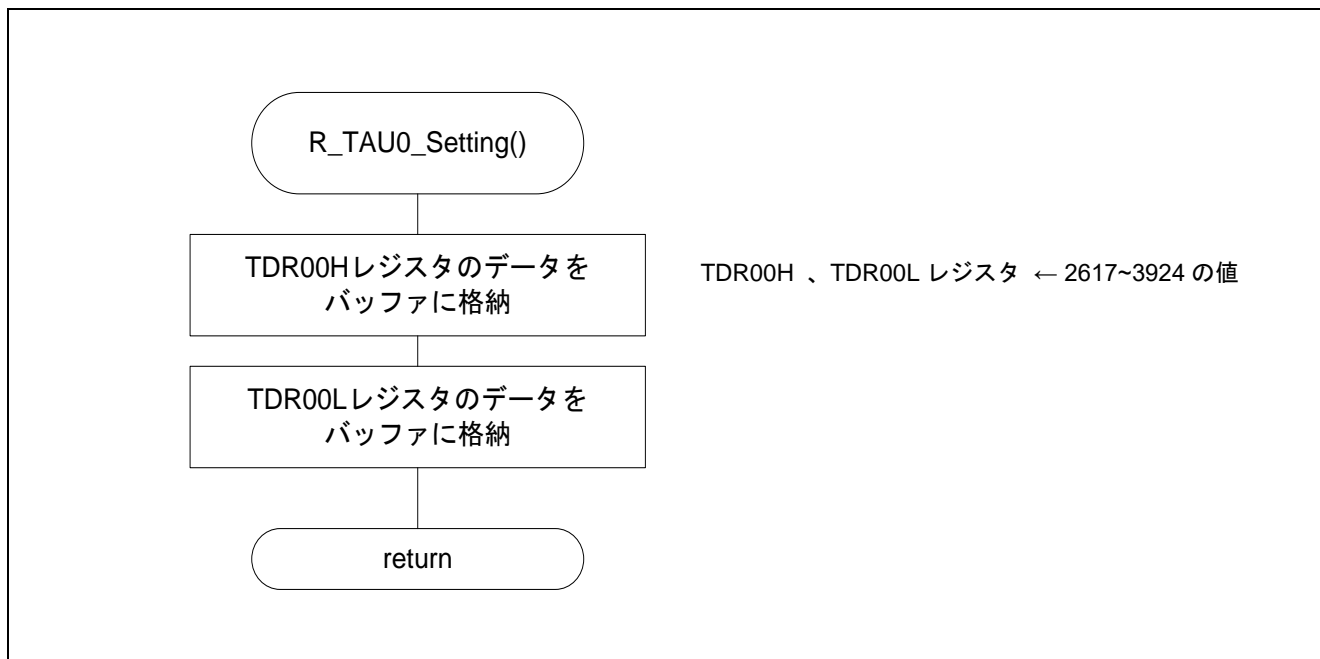 R_TAU0_Setting()
TDR00Hレジスタのデータを
バッファに格納
TDR00H 、TDR00L レジスタ ← 2617~3924 の値
TDR00Lレジスタのデータを
バッファに格納
return